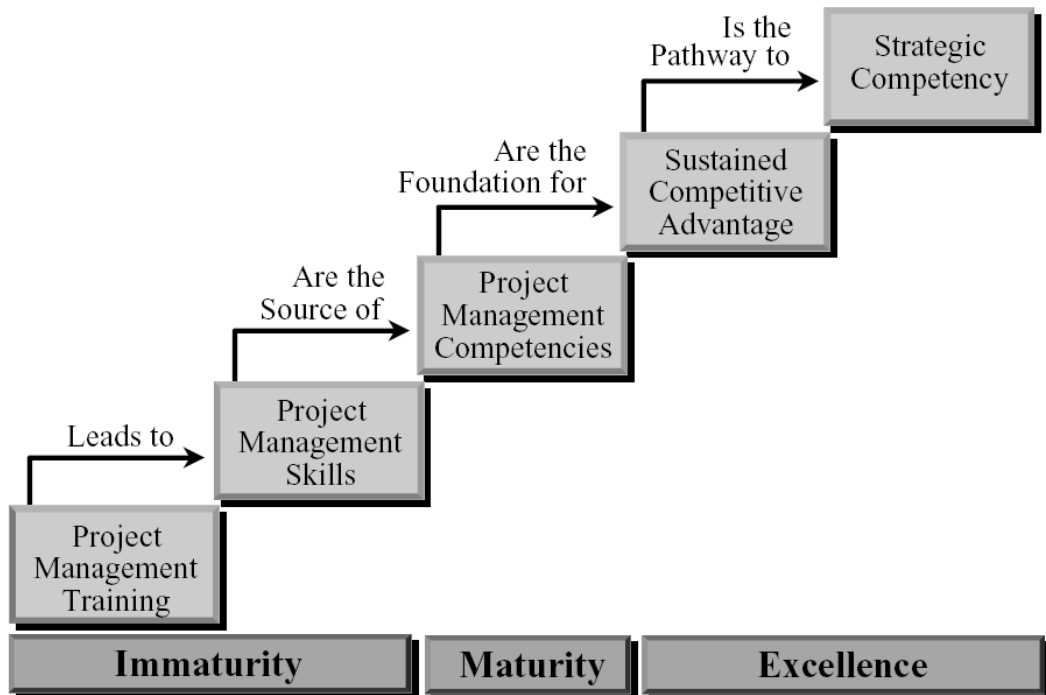 Is the
Pathway to
Strategic
Competency
Are the
Foundation for
Sustained
Competitive
Advantage
Are the
Source of
Project
Management
Competencies
Leads to
Project
Management
Skills
Project
Management
Training
Immaturity
Maturity
Excellence